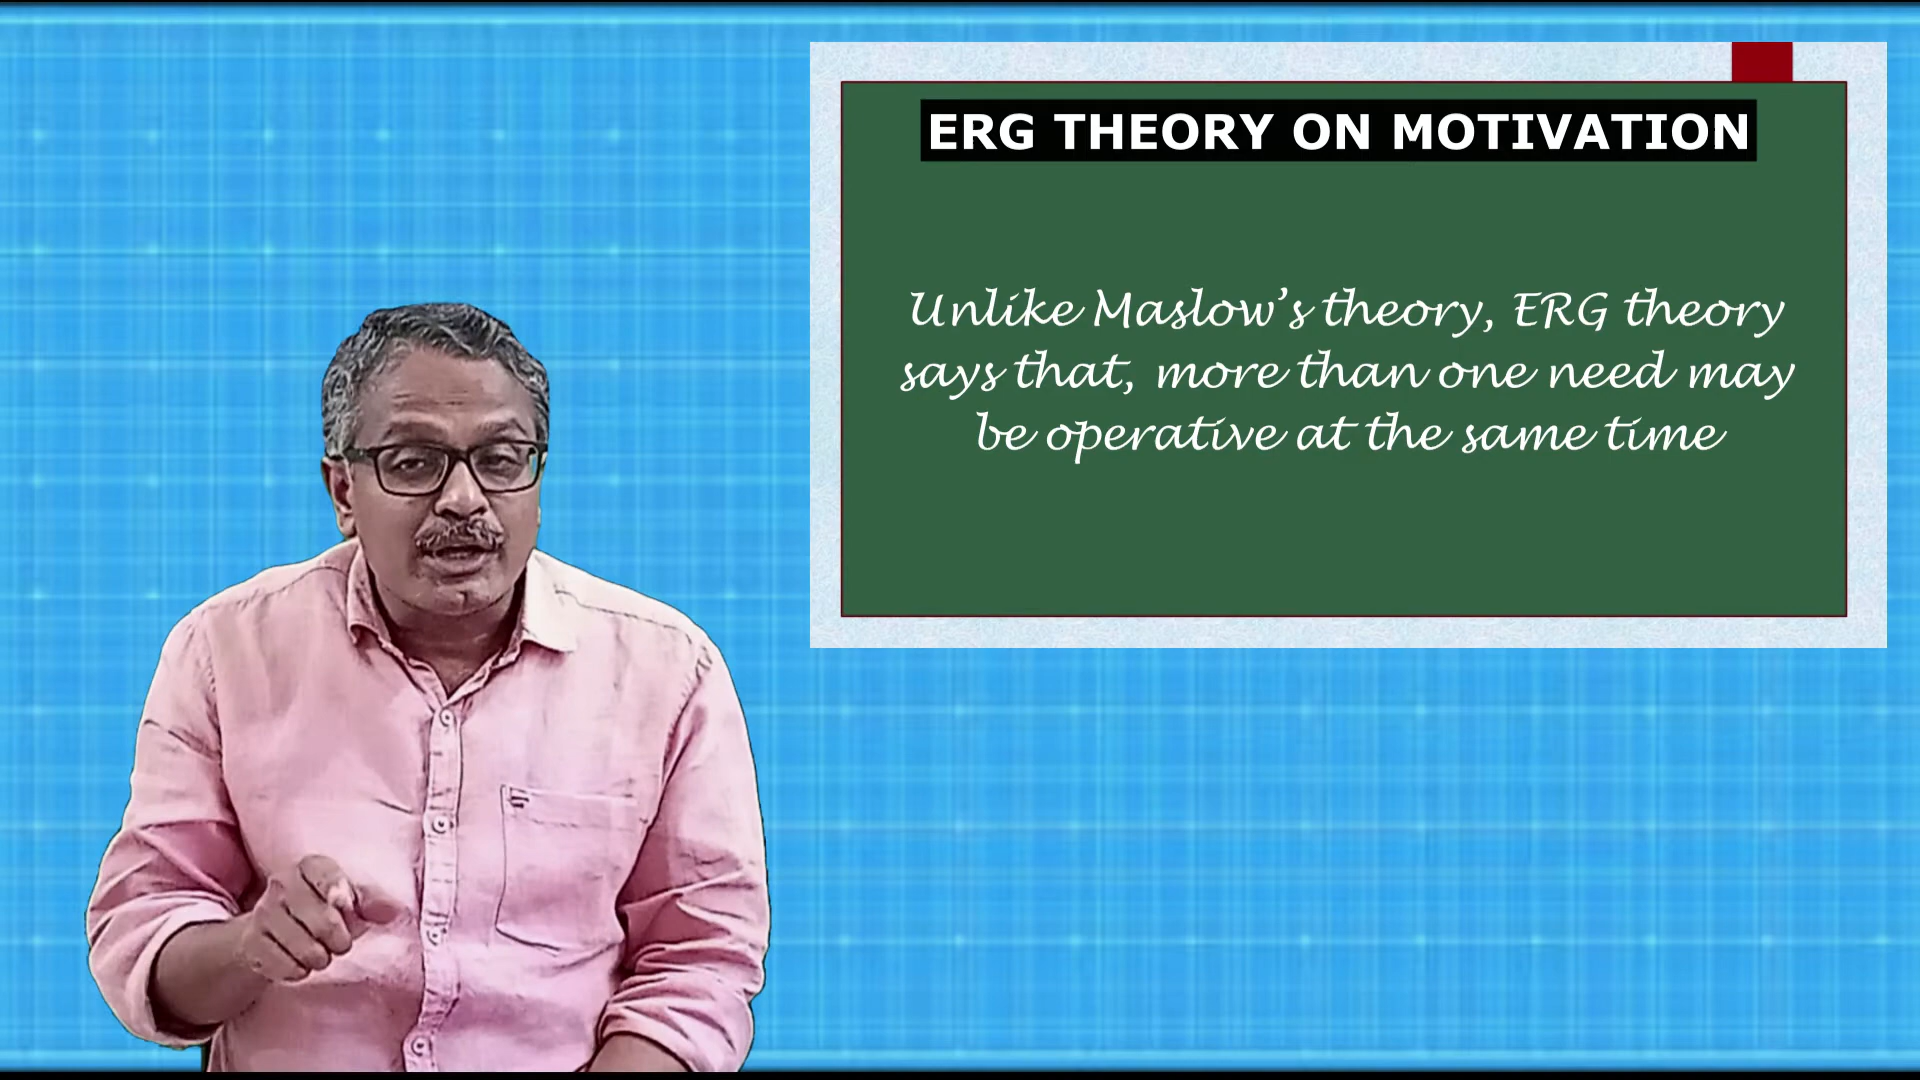 ERG THEORY ON MOTIVATION
Unlike Maslow’s theory, ERG theory
says that, more than one need may
be operative at the same time